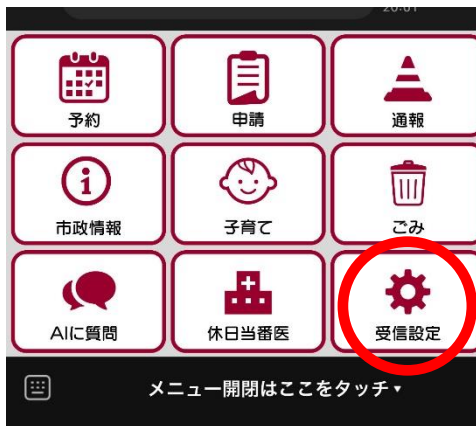 予約
申請
通報
市政情報
子育て
ごみ
AIに質問
休日当番医
受信設定
メニュー開閉はここをタッチ▼